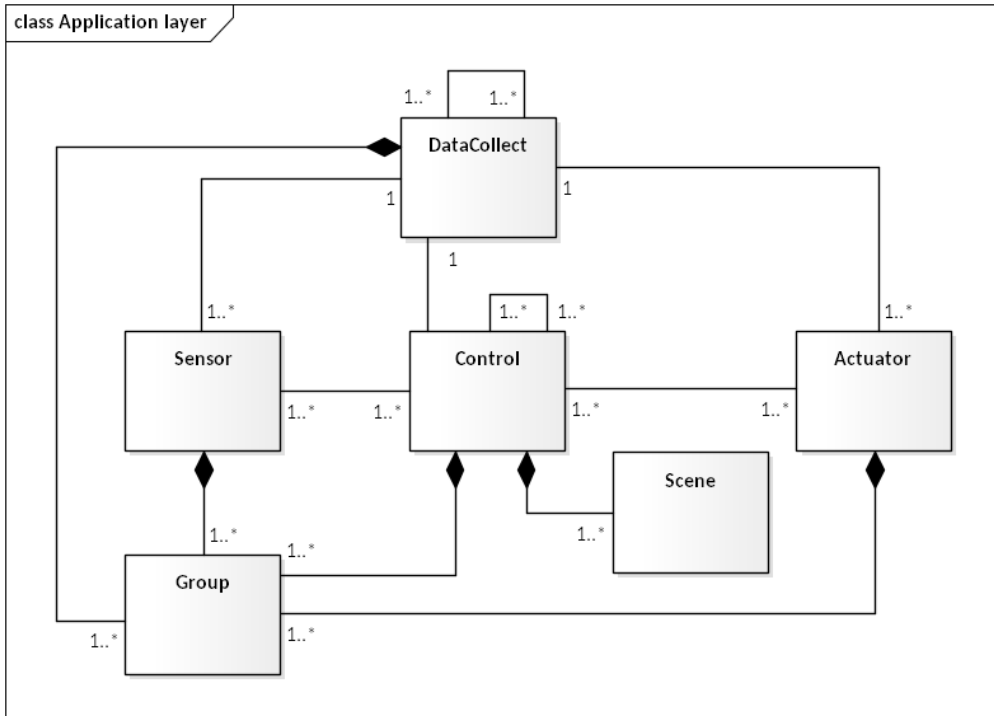 class Application layer
1..* 1..*
DataCollect
1 1
1
1..* 1..* 1..* 1..*
Sensor Control Actuator
1..* 1..* 1..* 1..*
Scene
1..* 1..* 1..*
Group
1..* 1..*